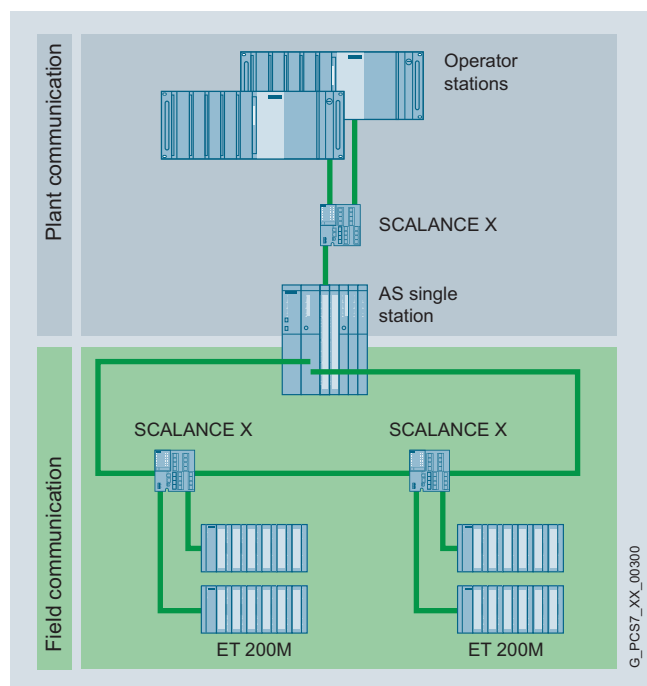 Plant communication
Operator
stations
SCALANCE X
AS single
station
Field communication
SCALANCE X
SCALANCE X
ET 200M
ET 200M
G_PCS7_XX_00300